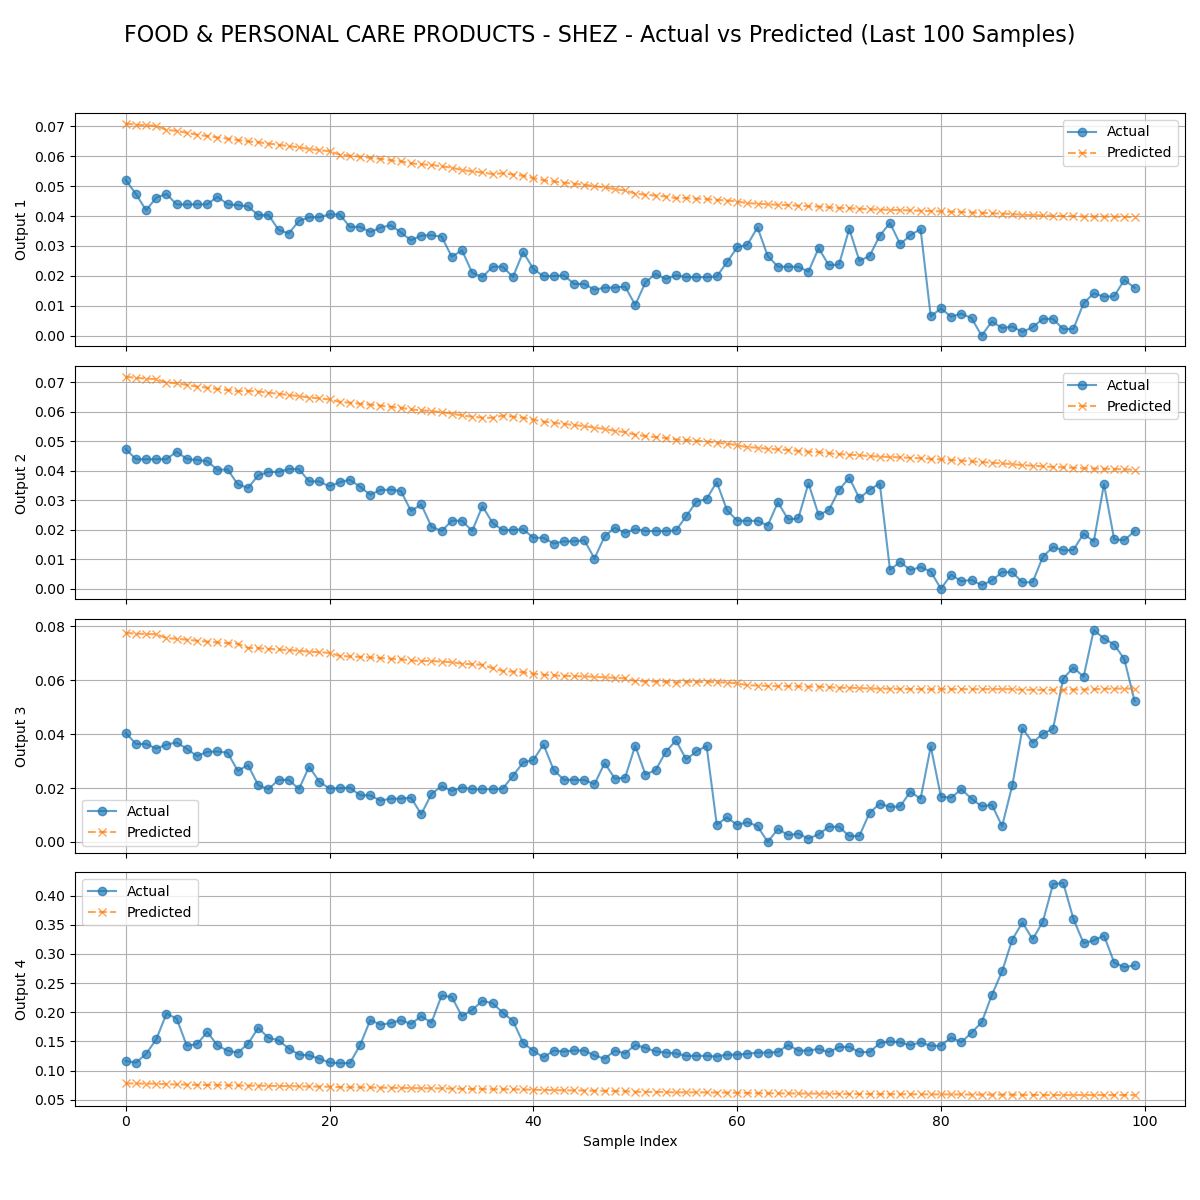 FOOD & PERSONAL CARE PRODUCTS - SHEZ - Actual vs Predicted (Last 100 Samples)
0.07
0.06
0.05
0.04
0.03
0.02
0.01
0.00
Output 1
Actual
Predicted
0.07
0.06
0.05
0.04
0.03
0.02
0.01
0.00
Output 2
Actual
Predicted
0.08
0.06
0.04
0.02
0.00
Output 3
Actual
Predicted
0.40
0.35
0.30
0.25
0.20
0.15
0.10
0.05
Output 4
Actual
Predicted
0 20 40 60 80 100
Sample Index